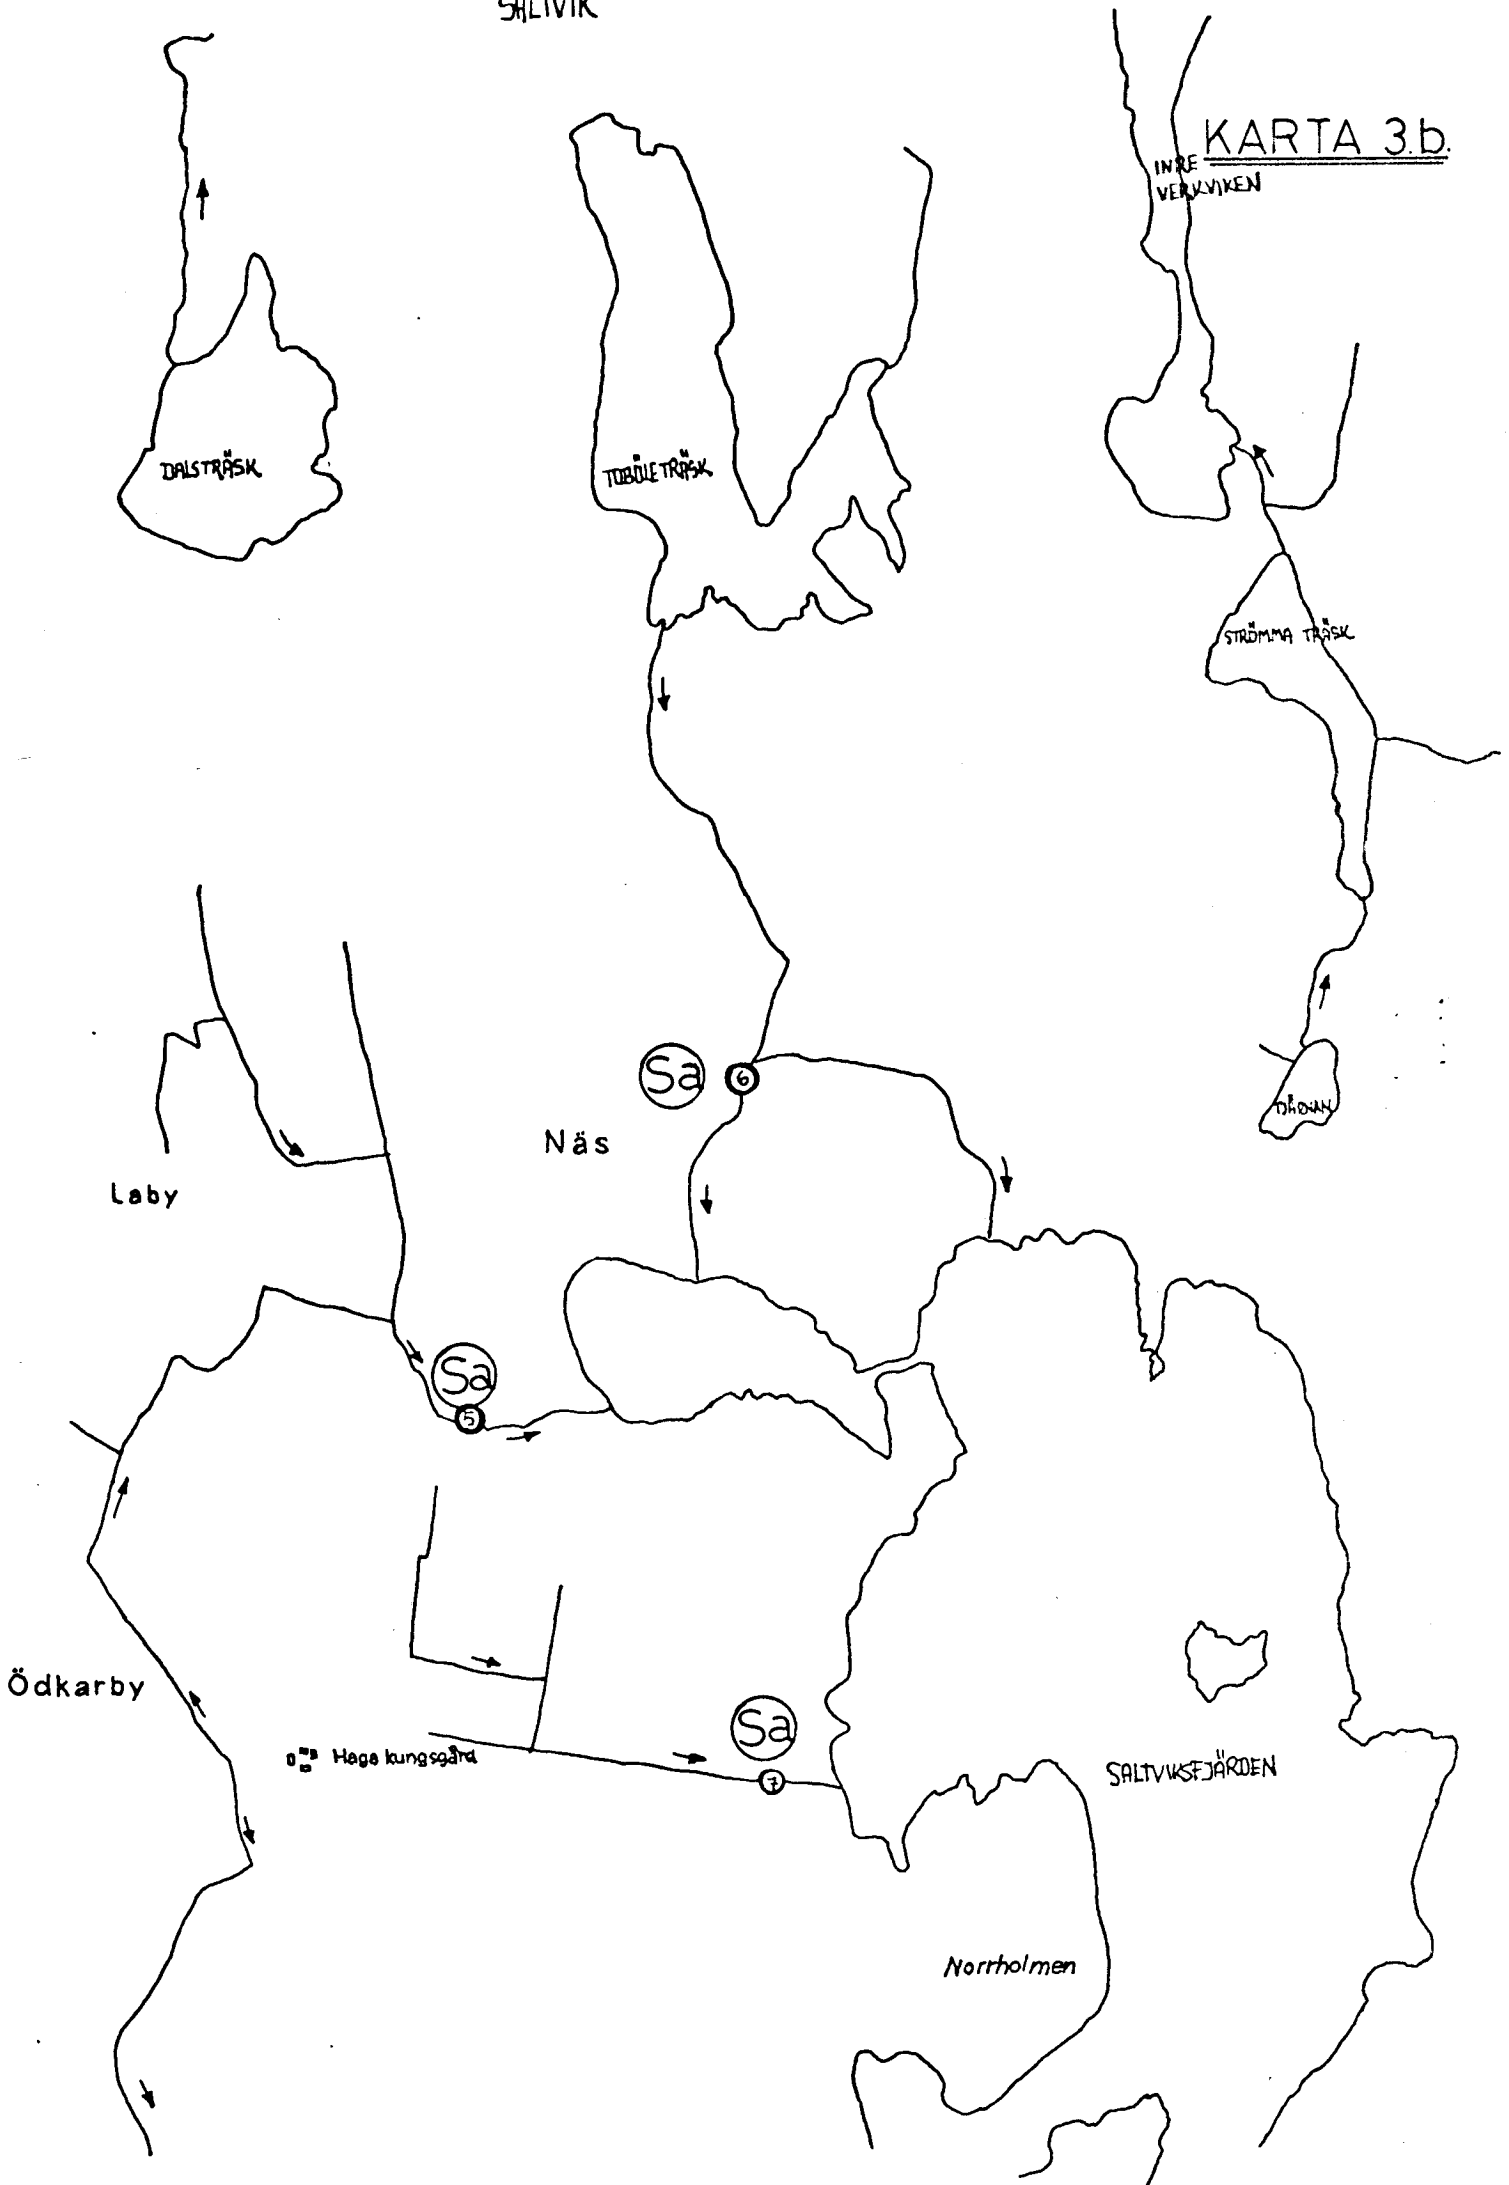 SALTVIK
KARTA 3.b.
INRE
VERKVIKEN
DALSTRÄSK
TOBÖLETRÄSK
STRÖMMA TRÄSK
Sa
6
Näs
Laby
Sa
5
Ödkarby
Haga kungsgård
Sa
7
SALTVIKSFJÄRDEN
Norrholmen